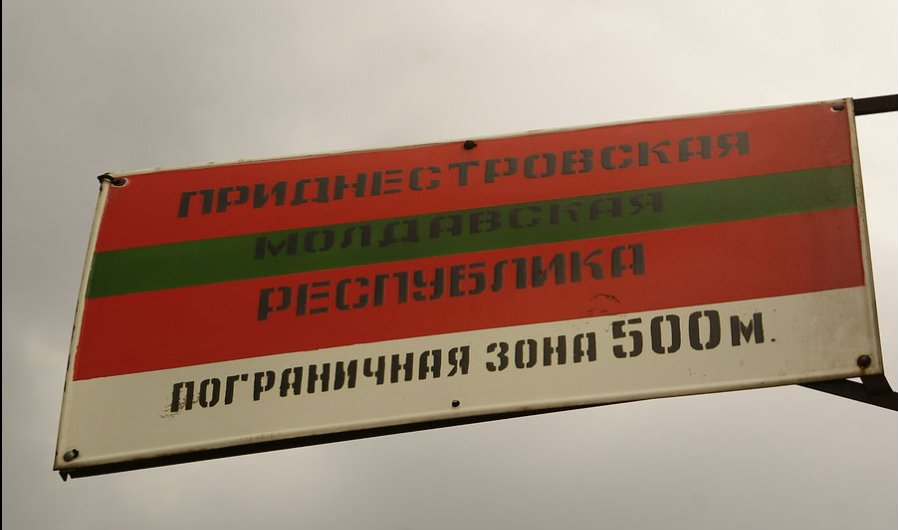 ПРИДНЕСТРОВСКАЯ
МОЛДАВСКАЯ
РЕСПУБЛИКА
ПОГРАНИЧНАЯ ЗОНА 500 М.